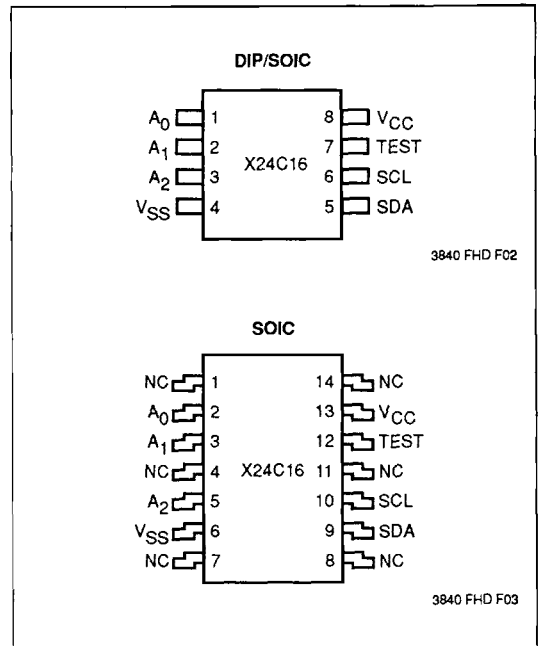 DIP/SOIC
A0 1 8 VCC
A1 2 7 TEST
X24C16
A2 3 6 SCL
VSS 4 5 SDA
3840 FHD F02
SOIC
NC 1 14 NC
A0 2 13 VCC
A1 3 12 TEST
NC 4 X24C16 11 NC
A2 5 10 SCL
VSS 6 9 SDA
NC 7 8 NC
3840 FHD F03